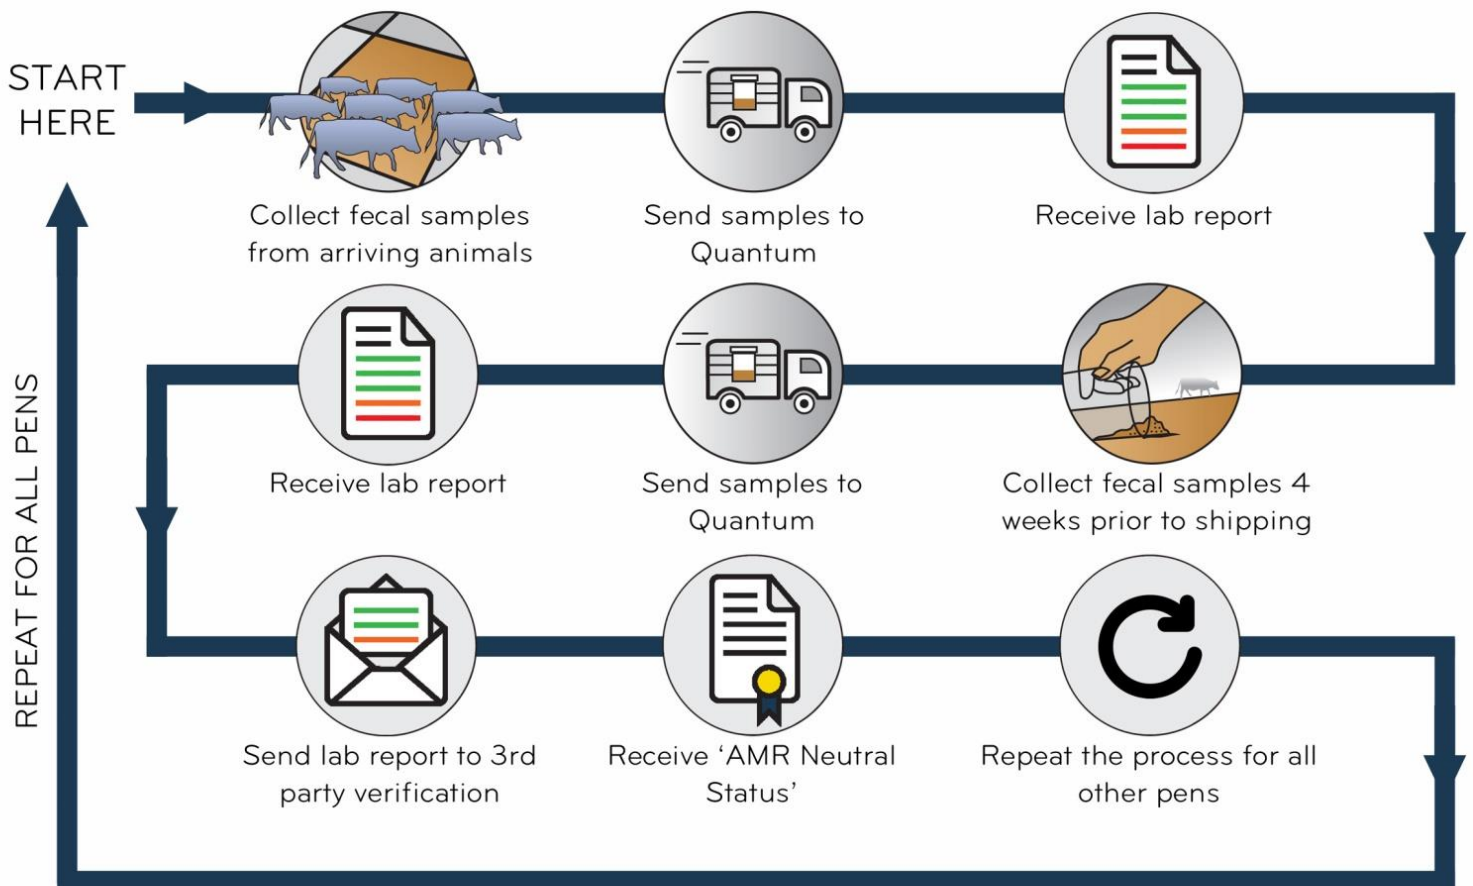 START
HERE
Collect fecal samples
from arriving animals
Send samples to
Quantum
Receive lab report
Collect fecal samples 4
weeks prior to shipping
Send samples to
Quantum
Receive lab report
Send lab report to 3rd
party verification
Receive ‘AMR Neutral
Status’
Repeat the process for all
other pens
REPEAT FOR ALL PENS